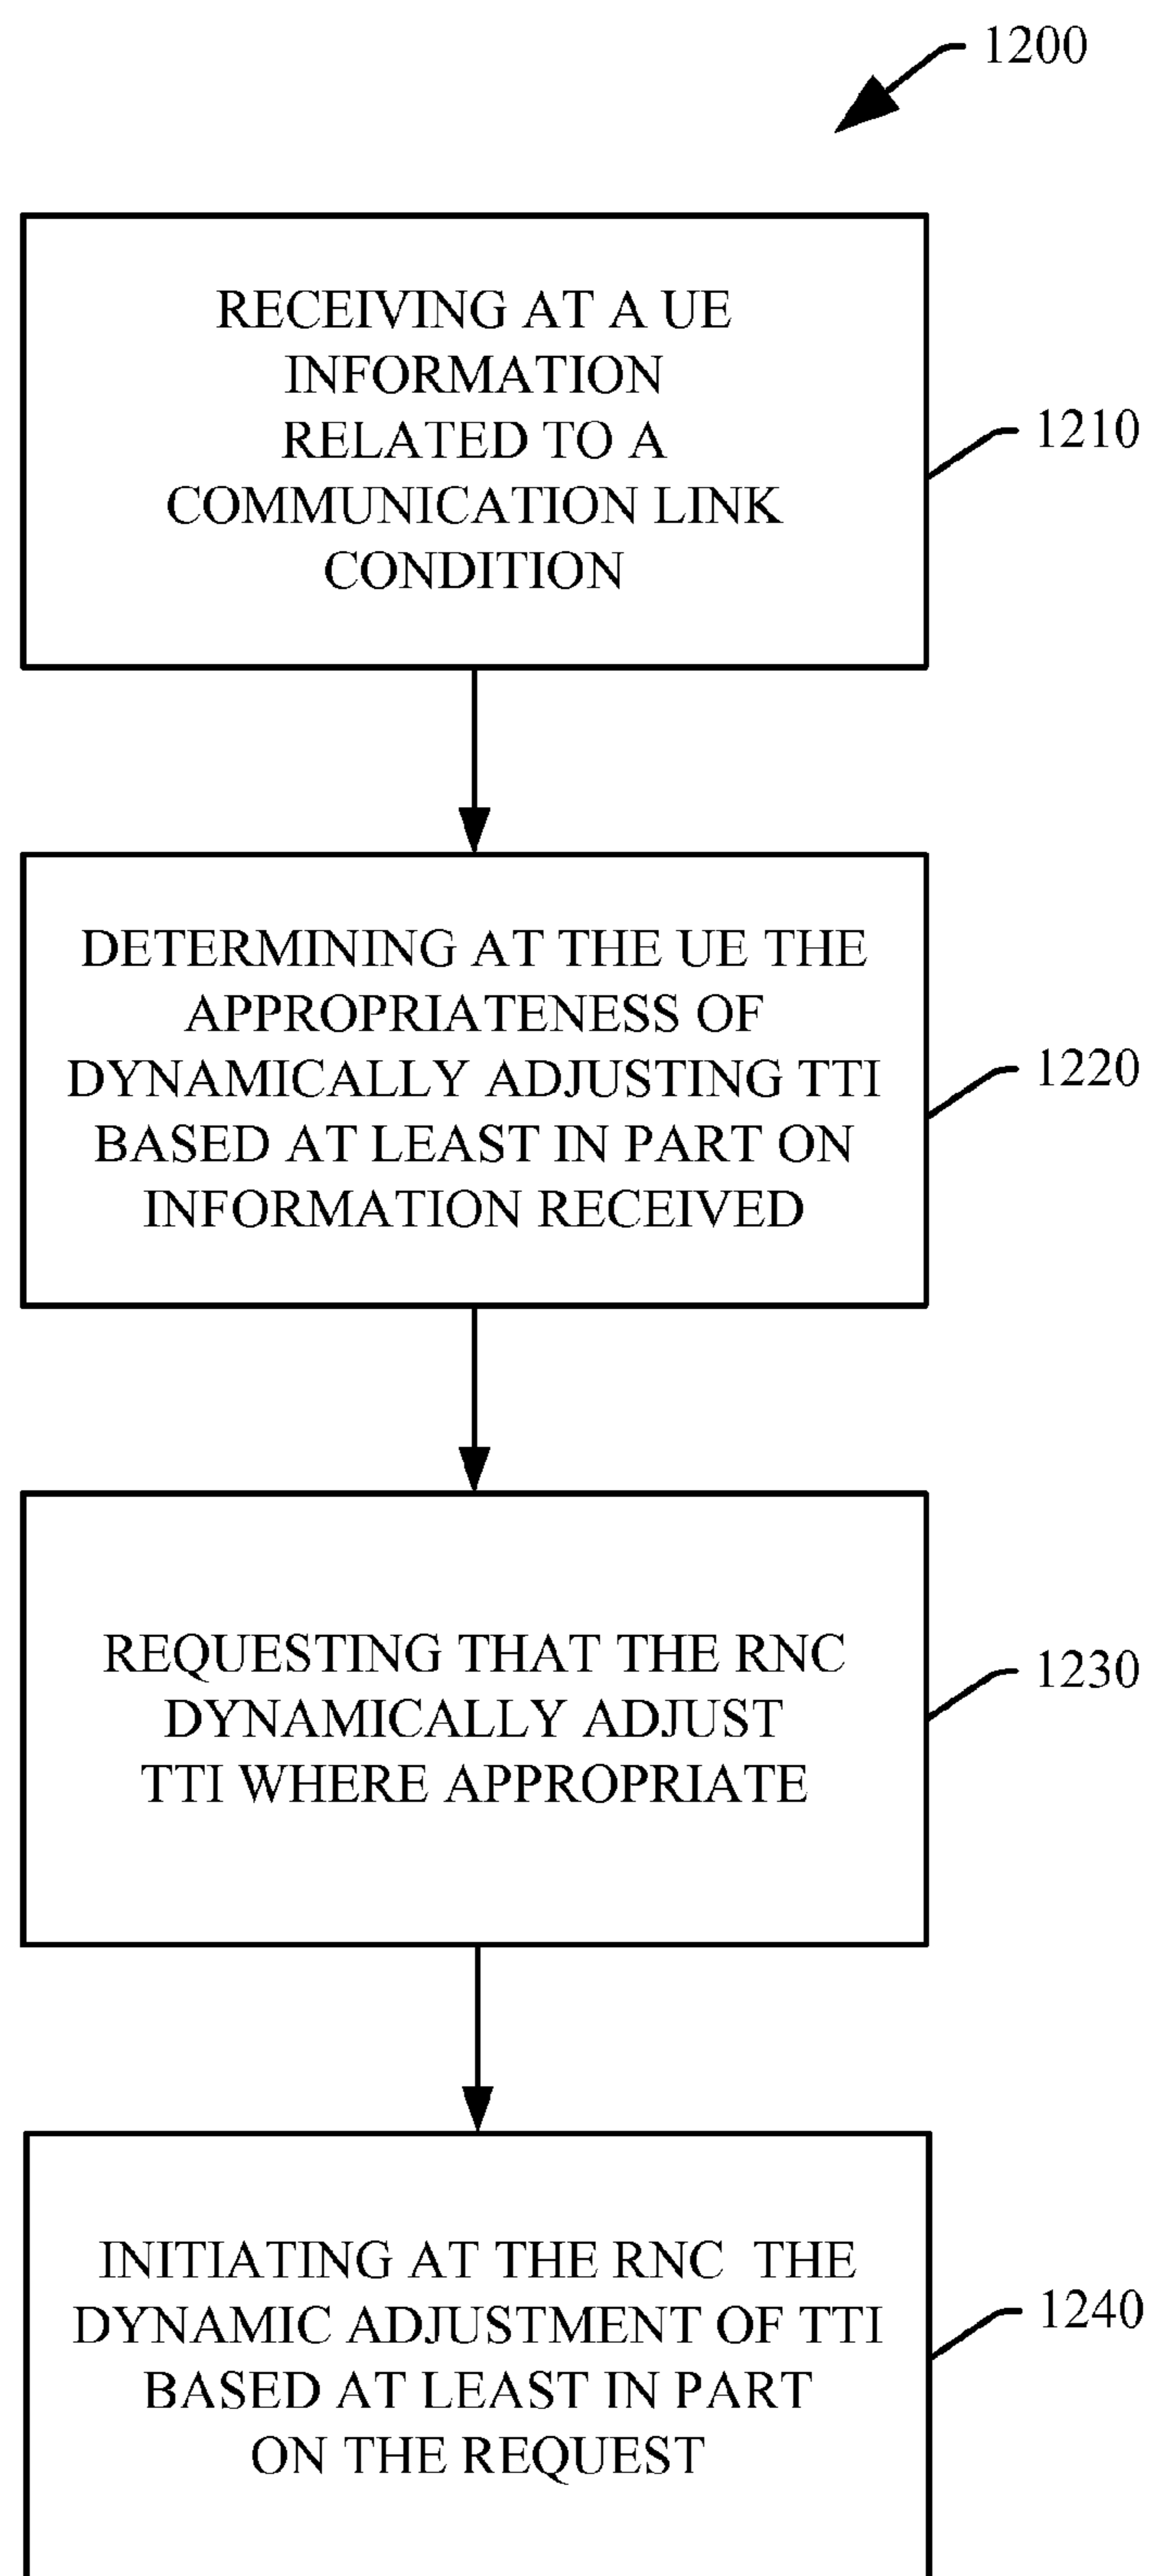 1200
RECEIVING AT A UE
INFORMATION
RELATED TO A
COMMUNICATION LINK
CONDITION
1210
DETERMINING AT THE UE THE
APPROPRIATENESS OF
DYNAMICALLY ADJUSTING TTI
BASED AT LEAST IN PART ON
INFORMATION RECEIVED
1220
REQUESTING THAT THE RNC
DYNAMICALLY ADJUST
TTI WHERE APPROPRIATE
1230
INITIATING AT THE RNC THE
DYNAMIC ADJUSTMENT OF TTI
BASED AT LEAST IN PART
ON THE REQUEST
1240